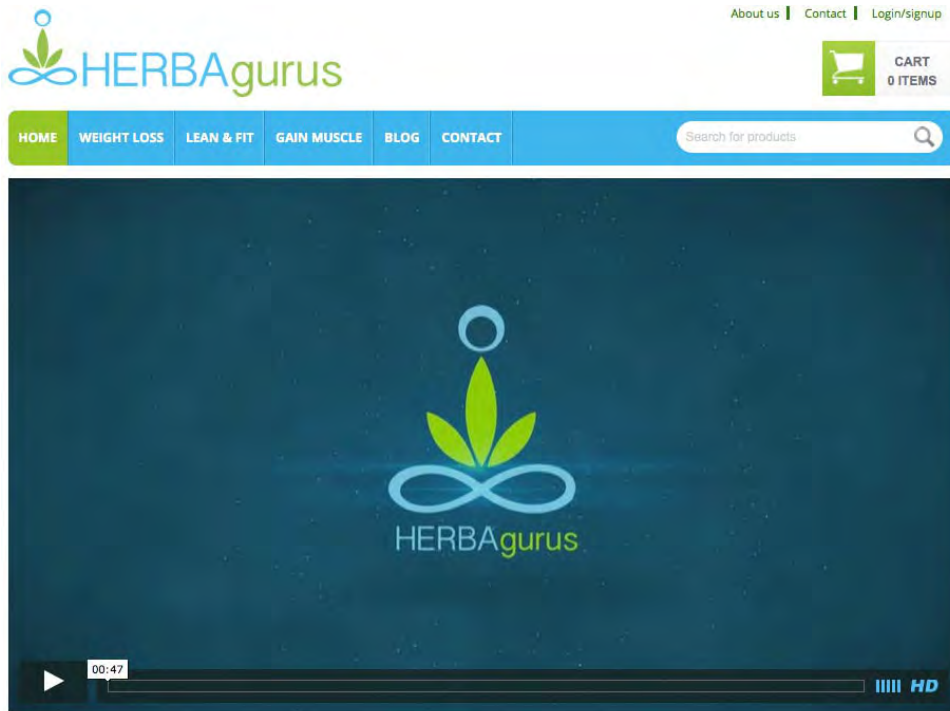 About us | Contact | Login/signup
HERBAgurus
CART
0 ITEMS
HOME WEIGHT LOSS LEAN & FIT GAIN MUSCLE BLOG CONTACT
Search for products
HERBAgurus
00:47
HD